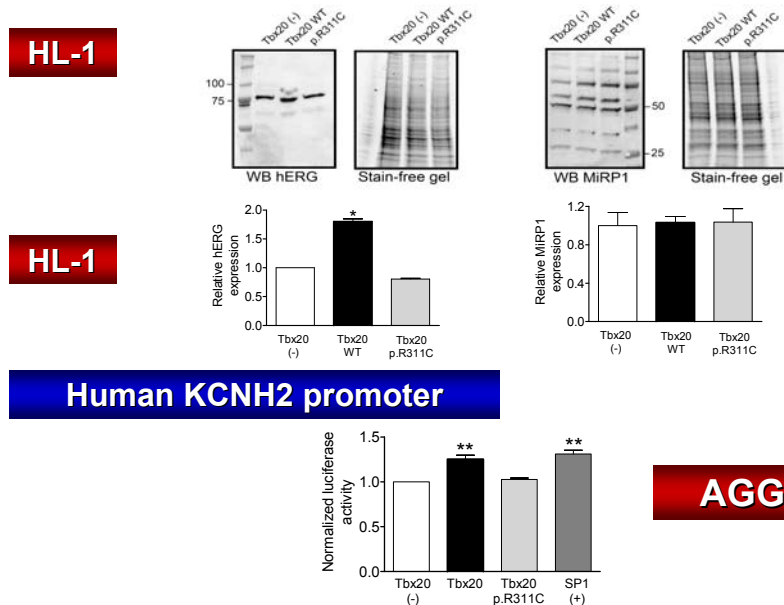 HL-1
Tbx20 (-) Tbx20 WT p.R311C
Tbx20 (-) Tbx20 WT p.R311C
100
75
WB hERG
Stain-free gel
Tbx20 (-) Tbx20 WT p.R311C
Tbx20 (-) Tbx20 WT p.R311C
50
25
WB MiRP1
Stain-free gel
HL-1
Relative hERG
expression
2.0
1.5
1.0
0.5
0.0
*
Tbx20 Tbx20 Tbx20
(-) WT p.R311C
Relative MiRP1
expression
1.2
0.8
0.4
0.0
Tbx20 Tbx20 Tbx20
(-) WT p.R311C
Human KCNH2 promoter
Normalized luciferase
activity
1.5
1.0
0.5
0.0
** **
Tbx20 Tbx20 Tbx20 SP1
(-) p.R311C (+)
AGG